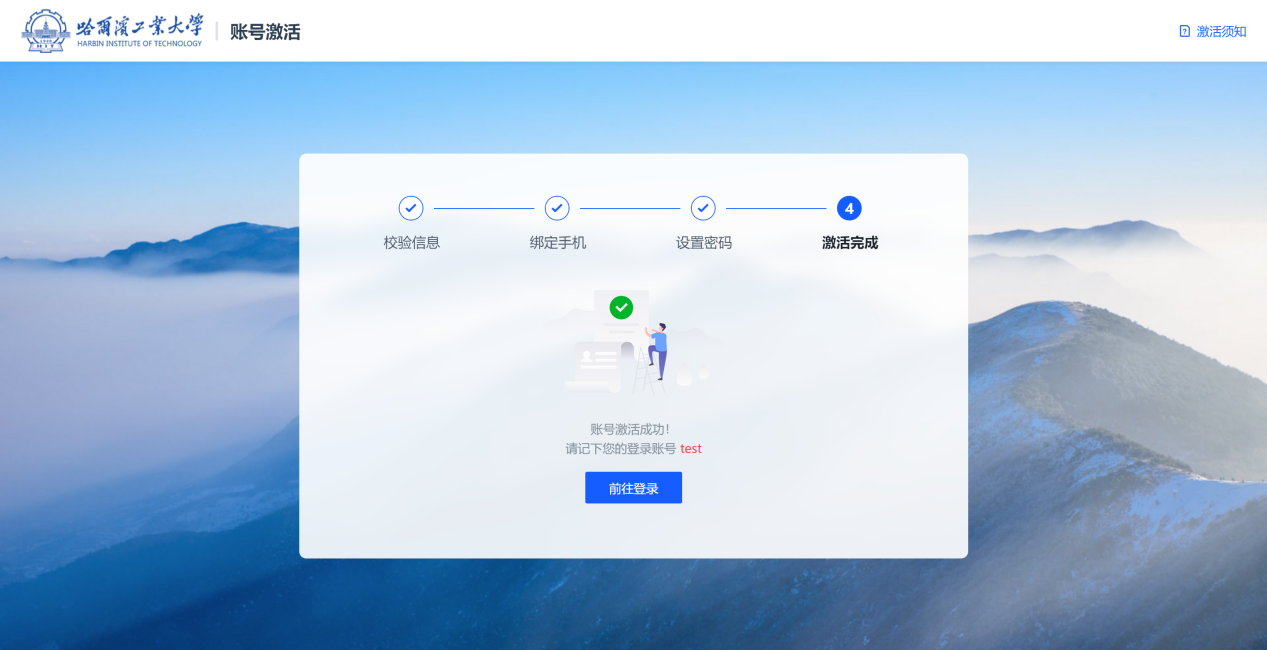 哈爾濱工業大學
HARBIN INSTITUTE OF TECHNOLOGY
HIT
账号激活
激活须知
4
校验信息
绑定手机
设置密码
激活完成
账号激活成功！
请记下您的登录账号 test
前往登录